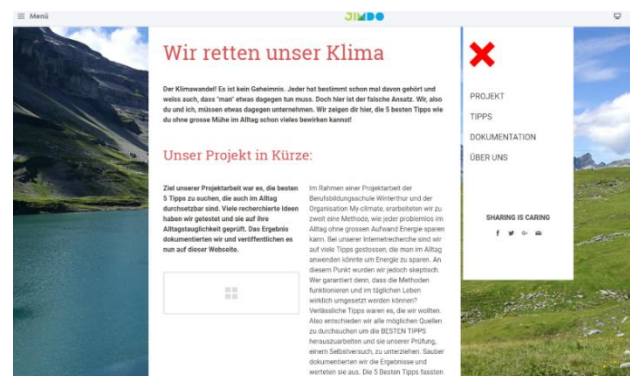 Menü
JIMDO
Wir retten unser Klima
Der Klimawandel! Es ist kein Geheimnis. Jeder hat bestimmt schon mal davon gehört und
weiss auch, dass "man" etwas dagegen tun muss. Doch hier ist der falsche Ansatz. Wir, also
du und ich, müssen etwas dagegen unternehmen. Wir zeigen dir hier, die 5 besten Tipps wie
du ohne grosse Mühe im Alltag schon vieles bewirken kannst!
Unser Projekt in Kürze:
Ziel unserer Projektarbeit war es, die besten
5 Tipps zu suchen, die auch im Alltag
durchsetzbar sind. Viele recherchierte Ideen
haben wir getestet und sie auf ihre
Alltagstauglichkeit geprüft. Das Ergebnis
dokumentierten wir und veröffentlichen es
nun auf dieser Webseite.
Im Rahmen einer Projektarbeit der
Berufsbildungsschule Winterthur und der
Organisation My-climate, erarbeiteten wir zu
zweit eine Methode, wie jeder problemlos im
Alltag ohne grossen Aufwand Energie sparen
kann. Bei unserer Internetrecherche sind wir
auf viele Tipps gestossen, die man im Alltag
anwenden könnte um Energie zu sparen. An
diesem Punkt wurden wir jedoch skeptisch.
Wer garantiert denn, dass die Methoden
funktionieren und im täglichen Leben
wirklich umgesetzt werden können?
Verlässliche Tipps waren es, die wir wollten.
Also entschieden wir alle möglichen Quellen
zu durchsuchen um die BESTEN TIPPS
herauszuarbeiten und sie unserer Prüfung,
einem Selbstversuch, zu unterziehen. Sauber
dokumentierten wir die Ergebnisse und
werteten sie aus. Die 5 Besten Tipps fassten
PROJEKT
TIPPS
DOKUMENTATION
ÜBER UNS
SHARING IS CARING